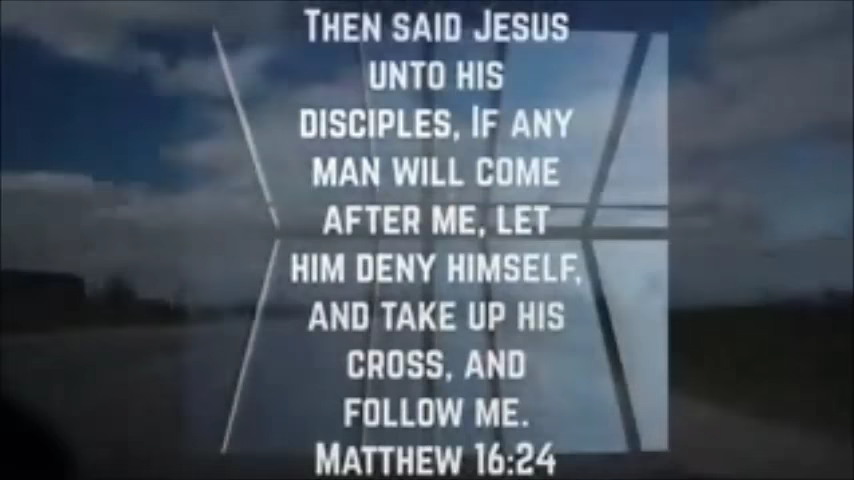 Then said Jesus
unto his
disciples, If any
man will come
after me, let
him deny himself,
and take up his
cross, and
follow me.
Matthew 16:24